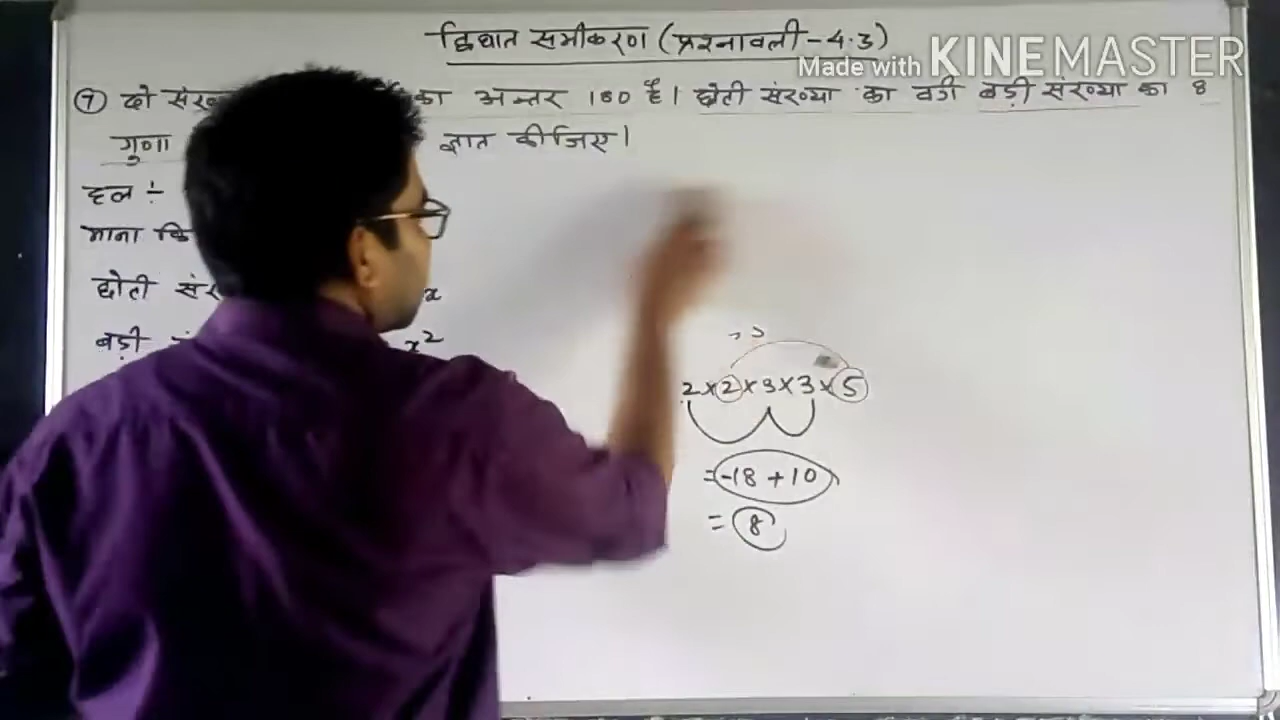 द्विघात समीकरण (प्रश्नावली-4.3)
Made with KINEMASTER
७ दो का अन्तर 180 है। छोटी संख्या का वर्ग बड़ी संख्या का 8
गुणा ज्ञात कीजिए।
हल ÷
माना कि
छोटी x
बड़ी x²
2×2×3×3×5
=-18+10
= 8